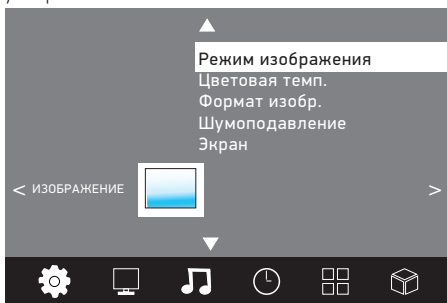 Режим изображения
Цветовая темп.
Формат изобр.
Шумоподавление
Экран
< ИЗОБРАЖЕНИЕ >